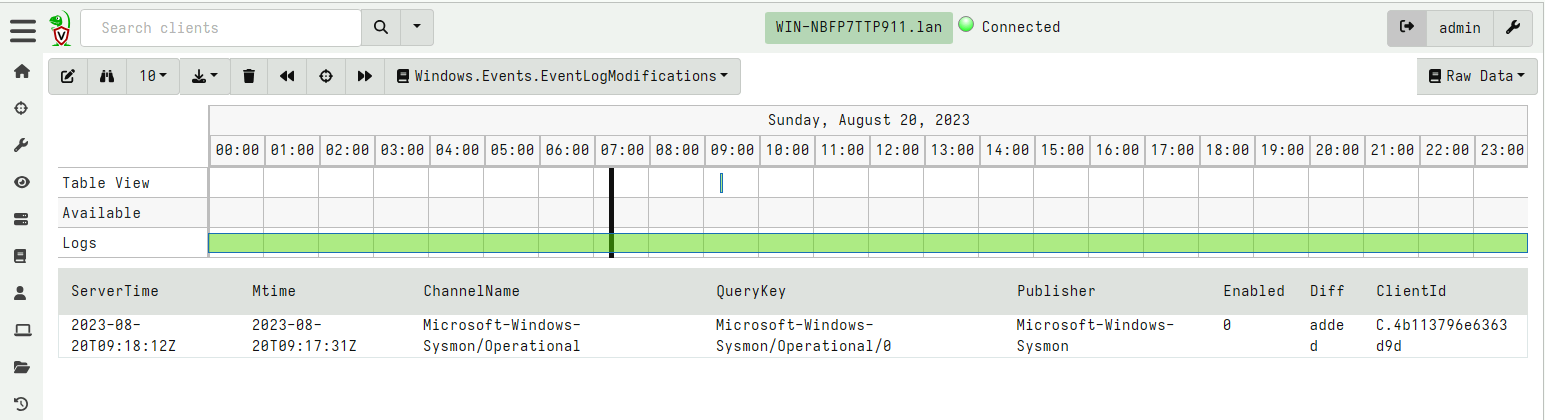 Search clients
WIN-NBFP7TTP911.lan Connected
admin
10 Windows.Events.EventLogModifications Raw Data
Sunday, August 20, 2023
00:00 01:00 02:00 03:00 04:00 05:00 06:00 07:00 08:00 09:00 10:00 11:00 12:00 13:00 14:00 15:00 16:00 17:00 18:00 19:00 20:00 21:00 22:00 23:00
Table View
Available
Logs
ServerTime Mtime ChannelName QueryKey Publisher Enabled Diff ClientId
2023-08- 2023-08- Microsoft-Windows- Microsoft-Windows- Microsoft-Windows- 0 adde C.4b113796e6363
20T09:18:12Z 20T09:17:31Z Sysmon/Operational Sysmon/Operational/0 Sysmon d d9d